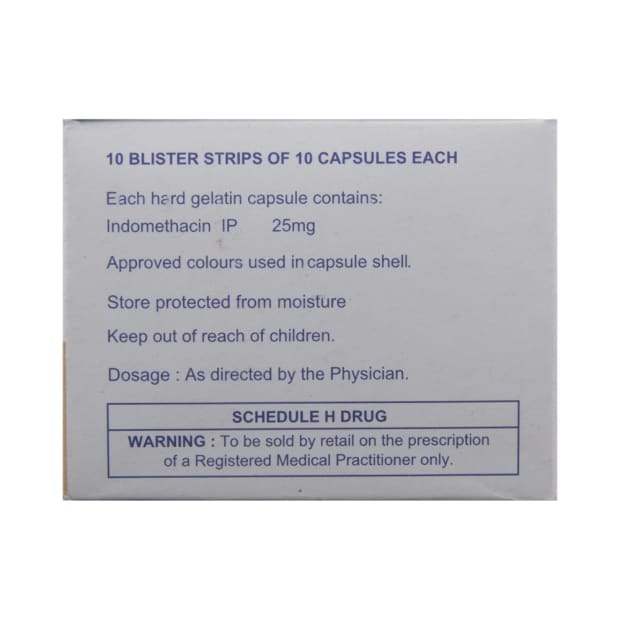 10 BLISTER STRIPS OF 10 CAPSULES EACH
Each hard gelatin capsule contains:
Indomethacin IP 25mg
Approved colours used in capsule shell.
Store protected from moisture
Keep out of reach of children.
Dosage : As directed by the Physician.
SCHEDULE H DRUG
WARNING : To be sold by retail on the prescription
of a Registered Medical Practitioner only.